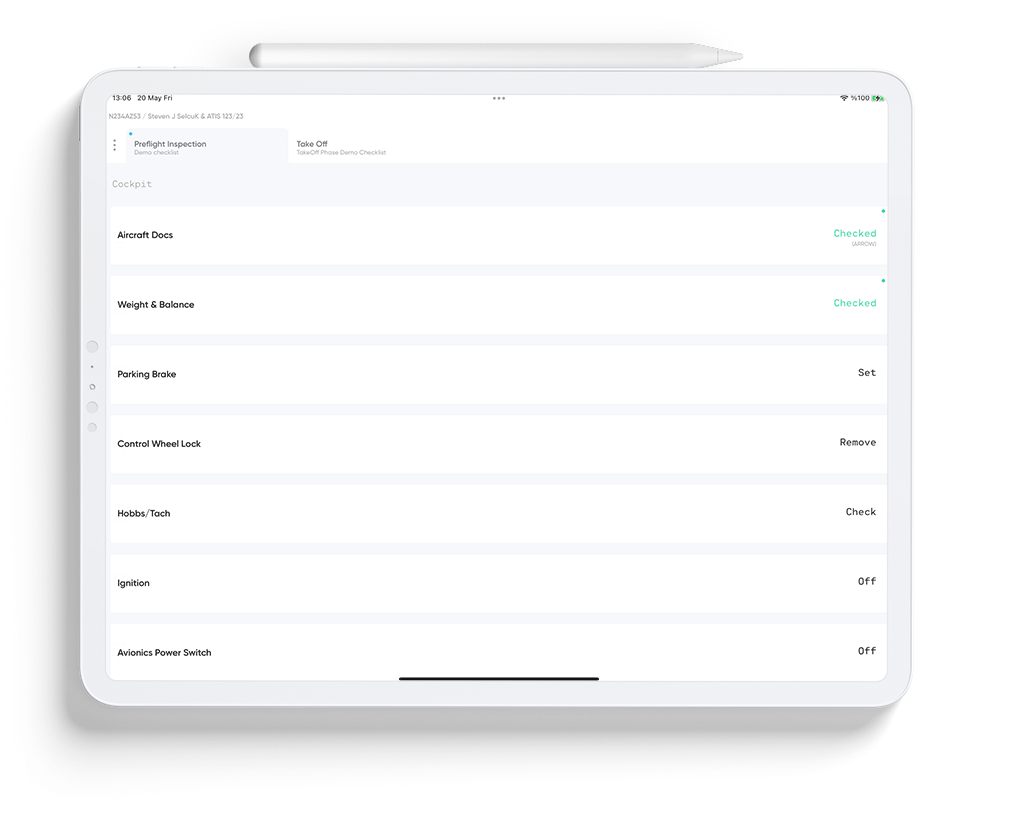 13:06 20 May Fri
%100
N234AZ53 / Steven J SelcuK & ATIS 123/23
Preflight Inspection
Demo checklist
Take Off
TakeOff Phase Demo Checklist
Cockpit
Aircraft Docs
Checked
(ARROW)
Weight & Balance
Checked
Parking Brake
Set
Control Wheel Lock
Remove
Hobbs/Tach
Check
Ignition
Off
Avionics Power Switch
Off